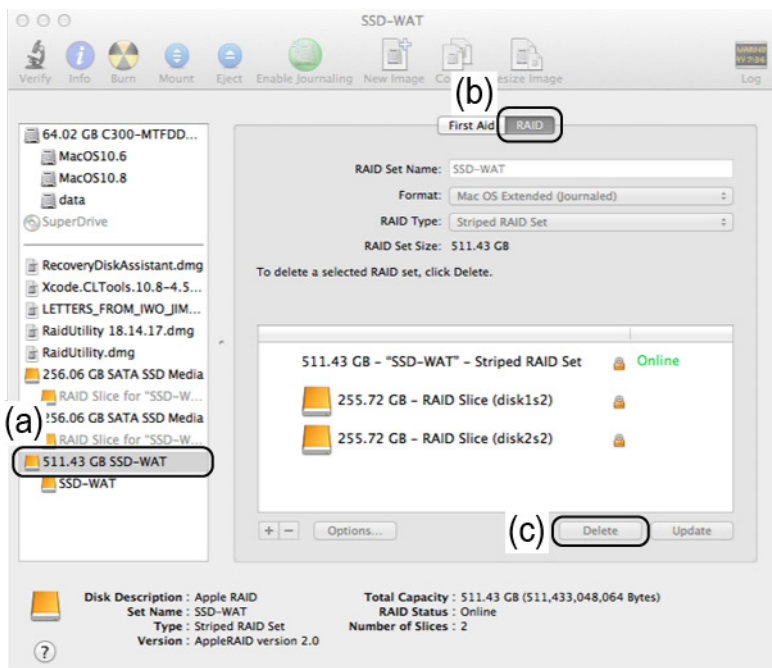 SSD-WAT
Verify Info Burn Mount Eject Enable Journaling New Image Resize Image Log
WARNIN
(b)
First Aid RAID
64.02 GB C300-MTFDD...
MacOS10.6
MacOS10.8
data
SuperDrive
RecoveryDiskAssistant.dmg
Xcode.CLTools.10.8-4.5...
LETTERS_FROM_IWO_JIM...
RaidUtility 18.14.17.dmg
RaidUtility.dmg
256.06 GB SATA SSD Media
RAID Slice for "SSD-W...
256.06 GB SATA SSD Media
(a)
RAID Slice for "SSD-W...
511.43 GB SSD-WAT
SSD-WAT
RAID Set Name: SSD-WAT
Format: Mac OS Extended (Journaled)
RAID Type: Striped RAID Set
RAID Set Size: 511.43 GB
To delete a selected RAID set, click Delete.
511.43 GB - "SSD-WAT" - Striped RAID Set Online
255.72 GB - RAID Slice (disk1s2)
255.72 GB - RAID Slice (disk2s2)
+ - Options... (c) Delete Update
Disk Description : Apple RAID
Set Name : SSD-WAT
Type : Striped RAID Set
Version : AppleRAID version 2.0
Total Capacity : 511.43 GB (511,433,048,064 Bytes)
RAID Status : Online
Number of Slices : 2
?